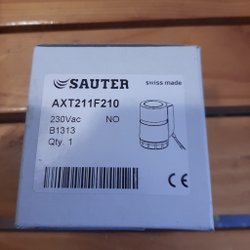 SAUTER swiss made
AXT211F210
230Vac NO
B1313
Qty. 1
CE